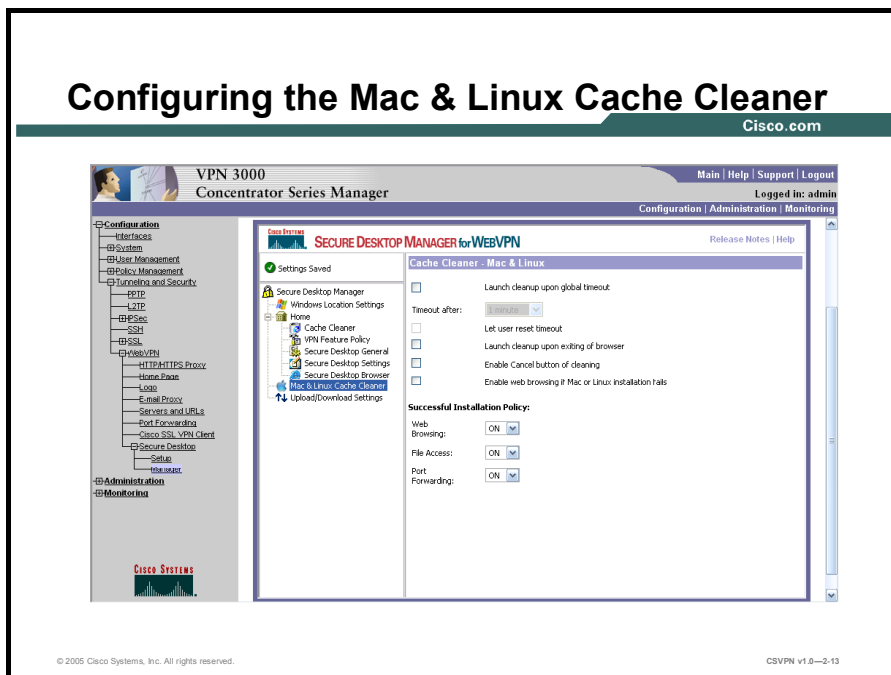 Configuring the Mac & Linux Cache Cleaner
Cisco.com
VPN 3000
Concentrator Series Manager
Main | Help | Support | Logout
Logged in: admin
Configuration | Administration | Monitoring
Configuration
Interfaces
System
User Management
Policy Management
Tunneling and Security
PPTP
L2TP
IPSec
SSH
SSL
WebVPN
HTTP/HTTPS Proxy
Home Page
Logo
E-mail Proxy
Servers and URLs
Port Forwarding
Cisco SSL VPN Client
Secure Desktop
Setup
Manager
Administration
Monitoring
CISCO SYSTEMS
CISCO SYSTEMS
SECURE DESKTOP MANAGER for WEBVPN
Release Notes | Help
Settings Saved
Secure Desktop Manager
Windows Location Settings
Home
Cache Cleaner
VPN Feature Policy
Secure Desktop General
Secure Desktop Settings
Secure Desktop Browser
Mac & Linux Cache Cleaner
Upload/Download Settings
Cache Cleaner - Mac & Linux
Launch cleanup upon global timeout
Timeout after: 1 minute
Let user reset timeout
Launch cleanup upon exiting of browser
Enable Cancel button of cleaning
Enable web browsing if Mac or Linux installation fails
Successful Installation Policy:
Web Browsing: ON
File Access: ON
Port Forwarding: ON
© 2005 Cisco Systems, Inc. All rights reserved.
CSVPN v1.0—2-13